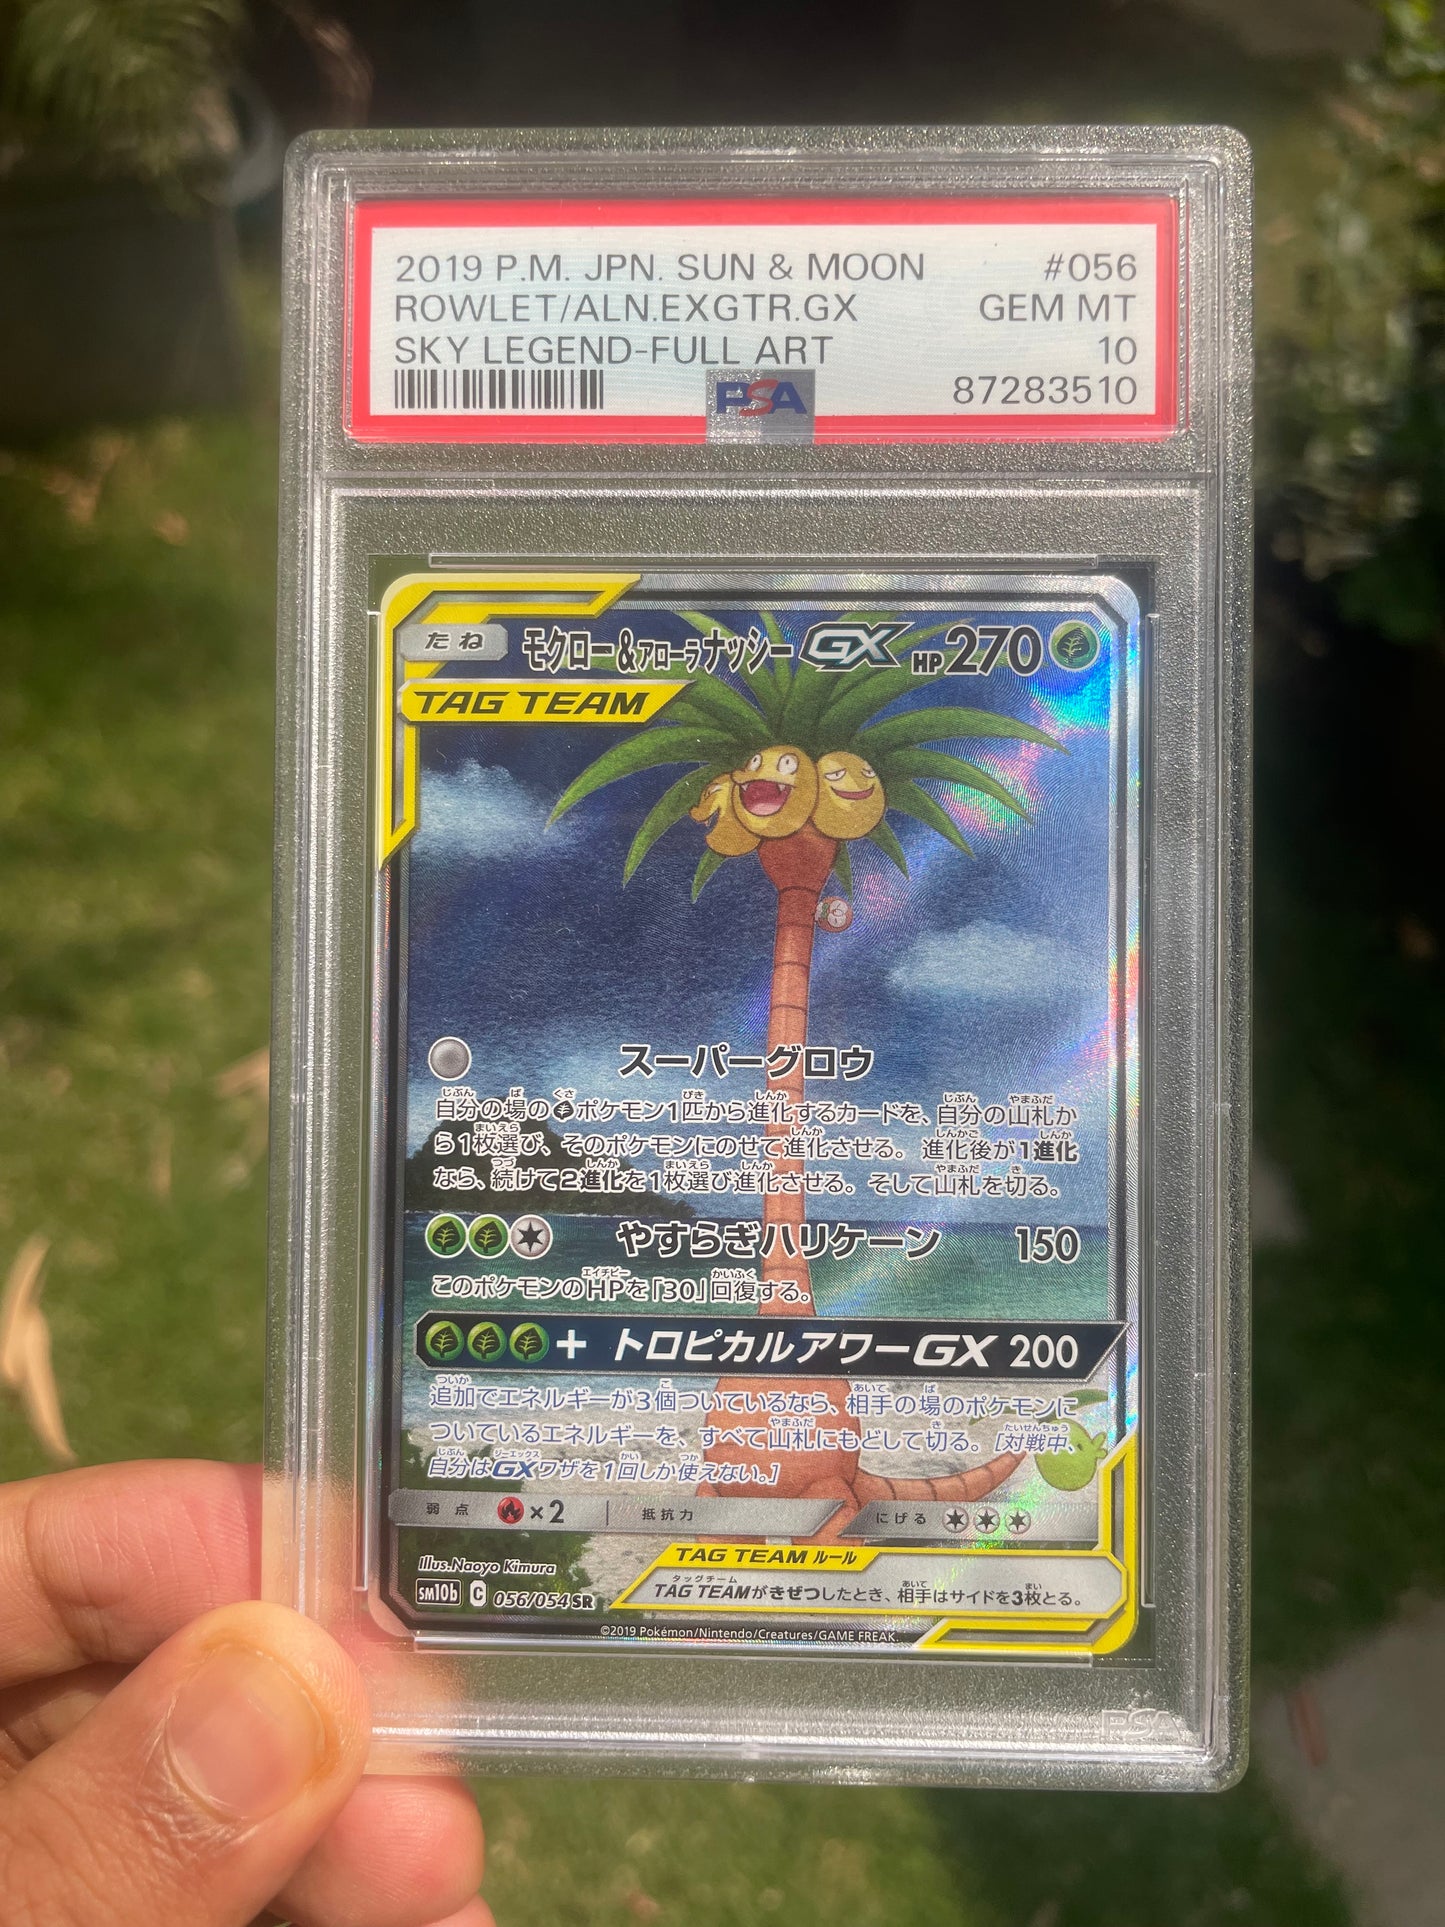 2019 P.M. JPN. SUN & MOON #056
ROWLET/ALN.EXGTR.GX GEM MT
SKY LEGEND-FULL ART 10
PSA 87283510
たね モクロー&アローラナッシーGX HP270
TAG TEAM
スーパーグロウ
自分の場のポケモン1匹から進化するカードを、自分の山札か
ら1枚選び、そのポケモンにのせて進化させる。進化後が1進化
なら、続けて2進化を1枚選び進化させる。そして山札を切る。
やすらぎハリケーン 150
このポケモンのHPを「30」回復する。
+ トロピカルアワーGX 200
追加でエネルギーが3個ついているなら、相手の場のポケモンに
ついているエネルギーを、すべて山札にもどして切る。[対戦中、
自分はGXワザを1回しか使えない。]
弱点 ×2 抵抗力 にげる
Illus.Naoyo Kimura
TAG TEAM ルール
TAG TEAMがきぜつしたとき、相手はサイドを3枚とる。
SM10b C 056/054 SR
©2019 Pokémon/Nintendo/Creatures/GAME FREAK.
PSA